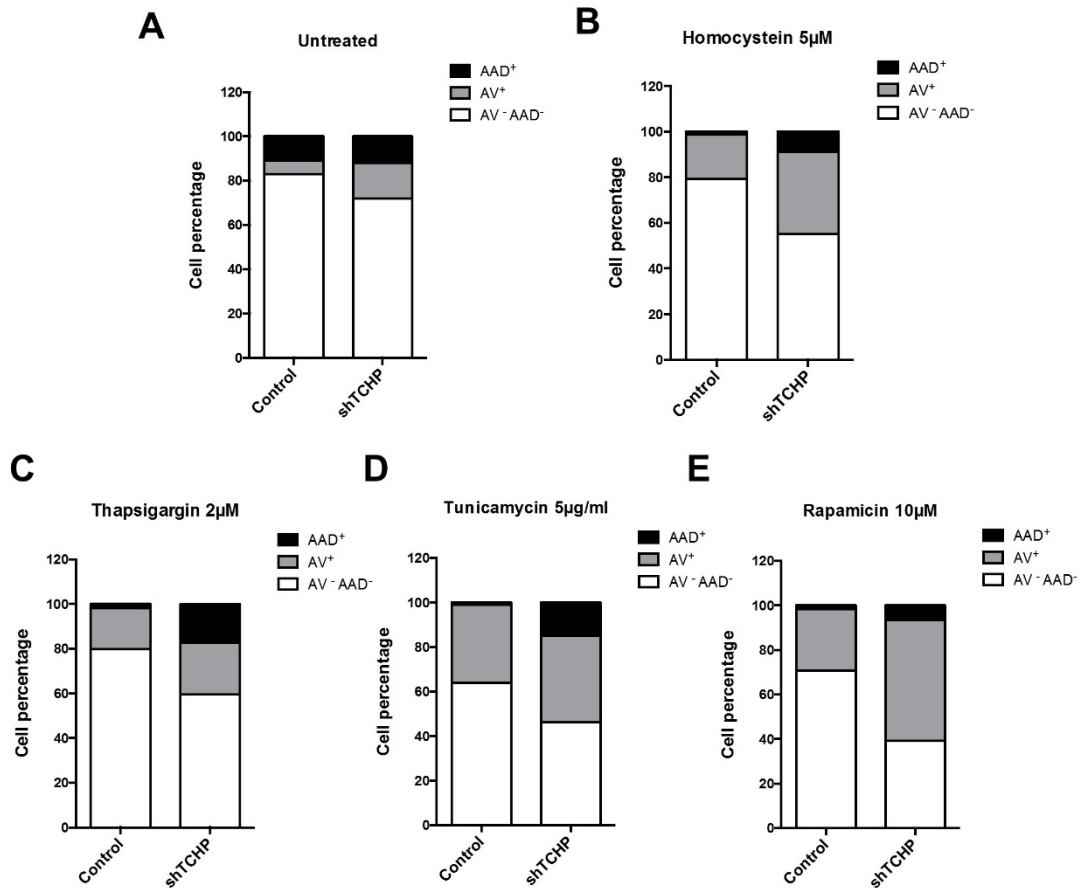 A
Untreated
AAD⁺
AV⁺
AV⁻AAD⁻
120
100
80
60
40
20
0
Cell percentage
Control
shTCHP
B
Homocystein 5µM
AAD⁺
AV⁺
AV⁻AAD⁻
120
100
80
60
40
20
0
Cell percentage
Control
shTCHP
C
Thapsigargin 2µM
AAD⁺
AV⁺
AV⁻AAD⁻
120
100
80
60
40
20
0
Cell percentage
Control
shTCHP
D
Tunicamycin 5µg/ml
AAD⁺
AV⁺
AV⁻AAD⁻
120
100
80
60
40
20
0
Cell percentage
Control
shTCHP
E
Rapamicin 10µM
AAD⁺
AV⁺
AV⁻AAD⁻
120
100
80
60
40
20
0
Cell percentage
Control
shTCHP